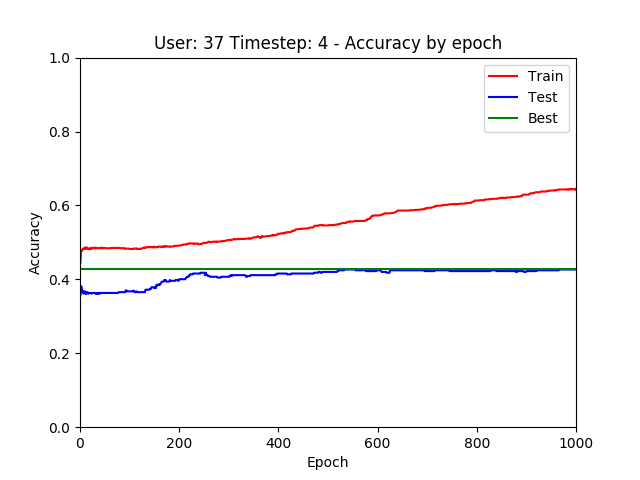 User: 37 Timestep: 4 - Accuracy by epoch
1.0
0.8
0.6
0.4
0.2
0.0
Accuracy
Train
Test
Best
0 200 400 600 800 1000
Epoch